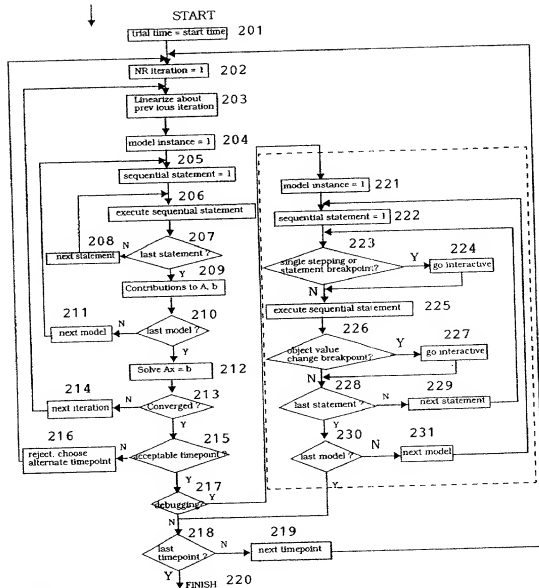 START
trial time = start time 201
NR iteration = 1 202
Linearize about
previous iteration
203
model instance = 1 204
205
sequential statement = 1
206
execute sequential statement
207
last statement ?
N
208
next statement
Y
209
Contributions to A, b
210
last model ?
N
211
next model
Y
Solve Ax = b 212
213
Converged ?
N
214
next iteration
Y
215
acceptable timepoint ?
N
216
reject, choose
alternate timepoint
Y
217
debugging?
Y
N
218
last
timepoint ?
N
219
next timepoint
Y
FINISH 220
model instance = 1 221
sequential statement = 1 222
223
single stepping or
statement breakpoint?
Y
224
go interactive
N
225
execute sequential statement
226
object value
change breakpoint?
Y
227
go interactive
N
228
last statement ?
N
229
next statement
Y
230
last model ?
N
231
next model
Y